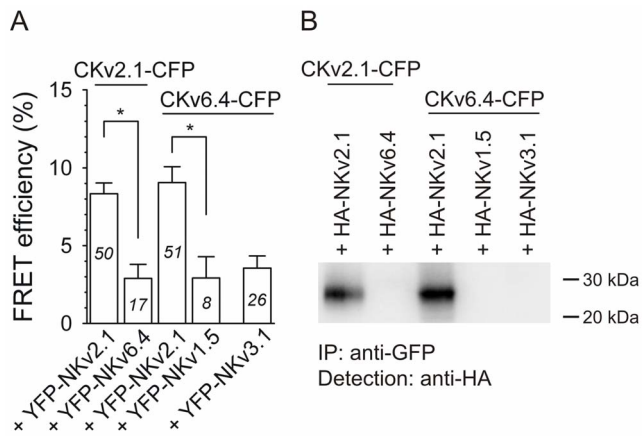 A
CKv2.1-CFP
CKv6.4-CFP
FRET efficiency (%)
15
10
5
0
*
*
50
17
51
8
26
+ YFP-NKv2.1
+ YFP-NKv6.4
+ YFP-NKv2.1
+ YFP-NKv1.5
+ YFP-NKv3.1
B
CKv2.1-CFP
CKv6.4-CFP
+ HA-NKv2.1
+ HA-NKv6.4
+ HA-NKv2.1
+ HA-NKv1.5
+ HA-NKv3.1
30 kDa
20 kDa
IP: anti-GFP
Detection: anti-HA